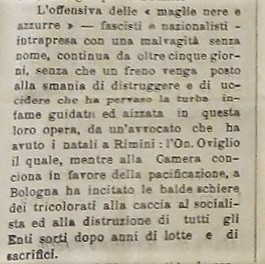 L'offensiva delle « maglie nere e
azzurre » — fascisti e nazionalisti -
intrapresa con una malvagità senza
nome, continua da oltre cinque gior-
ni, senza che un freno venga posto
alla smania di distruggere e di uc-
cidere che ha pervaso la turba in-
fame guidata ed aizzata in questa
loro opera, da un'avvocato che ha
avuto i natali a Rimini : l'On. Oviglio
il quale, mentre alla Camera con-
ciona in favore della pacificazione, a
Bologna ha incitato le balde schiere
dei tricolorati alla caccia al sociali-
sta ed alla distruzione di tutti gli
Enti sorti dopo anni di lotte e di
sacrifici.